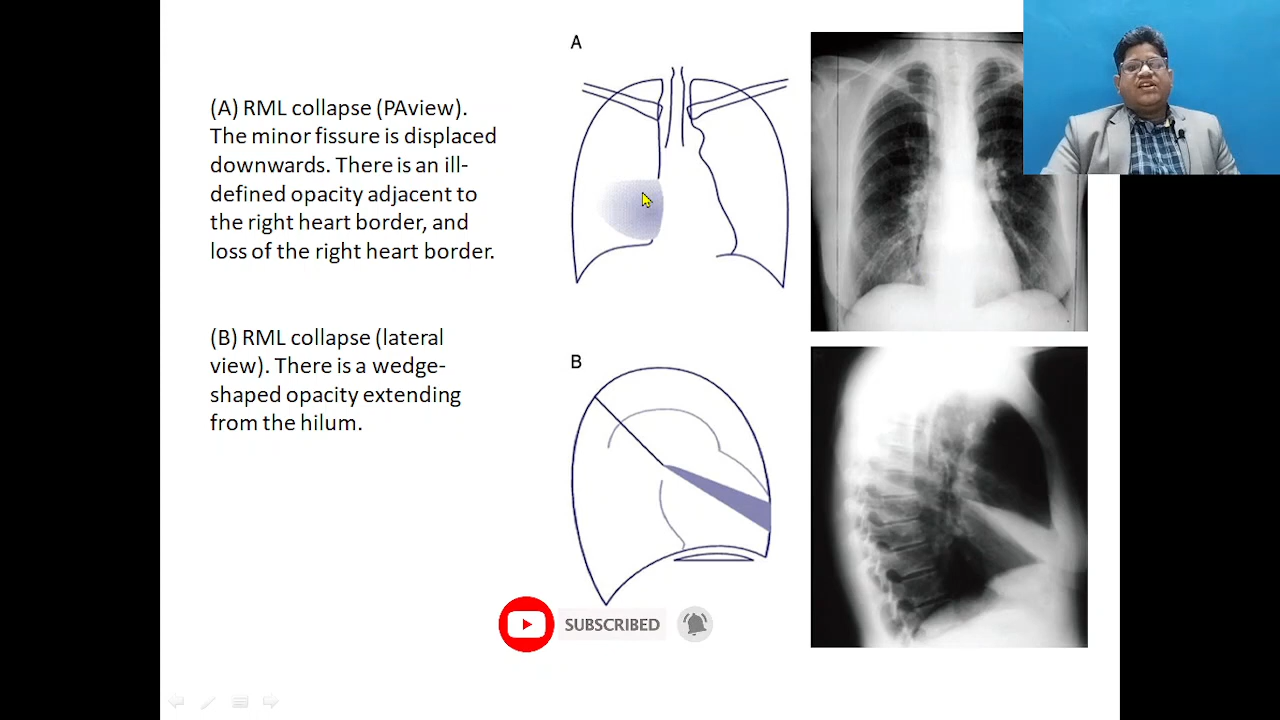 (A) RML collapse (PAview).
The minor fissure is displaced
downwards. There is an ill-
defined opacity adjacent to
the right heart border, and
loss of the right heart border.
(B) RML collapse (lateral
view). There is a wedge-
shaped opacity extending
from the hilum.
A
B
SUBSCRIBED